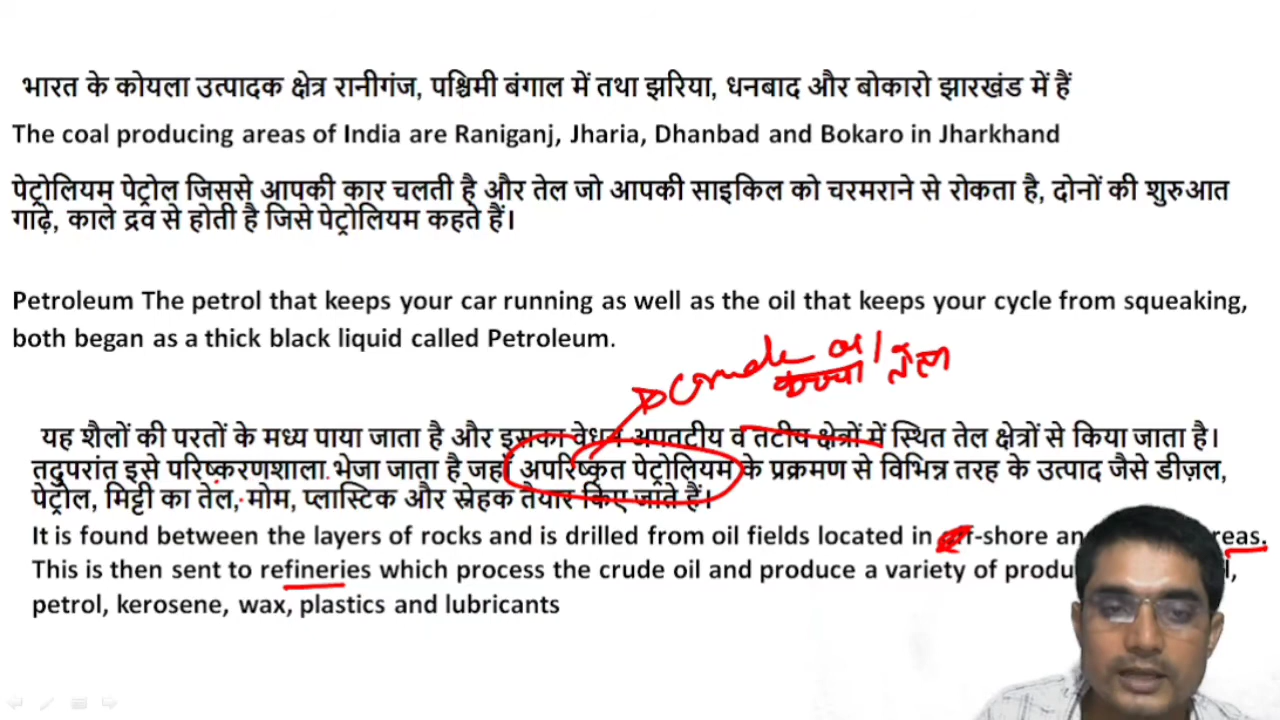 भारत के कोयला उत्पादक क्षेत्र रानीगंज, पश्चिमी बंगाल में तथा झरिया, धनबाद और बोकारो झारखंड में हैं
The coal producing areas of India are Raniganj, Jharia, Dhanbad and Bokaro in Jharkhand
पेट्रोलियम पेट्रोल जिससे आपकी कार चलती है और तेल जो आपकी साइकिल को चरमराने से रोकता है, दोनों की शुरुआत
गाढ़े, काले द्रव से होती है जिसे पेट्रोलियम कहते हैं।
Petroleum The petrol that keeps your car running as well as the oil that keeps your cycle from squeaking,
both began as a thick black liquid called Petroleum.
Crude oil
कच्चा तेल
यह शैलों की परतों के मध्य पाया जाता है और इसका वेधन अपतटीय व तटीय क्षेत्रों में स्थित तेल क्षेत्रों से किया जाता है।
तदुपरांत इसे परिष्करणशाला भेजा जाता है जहाँ अपरिष्कृत पेट्रोलियम के प्रक्रमण से विभिन्न तरह के उत्पाद जैसे डीज़ल,
पेट्रोल, मिट्टी का तेल, मोम, प्लास्टिक और स्नेहक तैयार किए जाते हैं।
It is found between the layers of rocks and is drilled from oil fields located in -shore
This is then sent to refineries which process the crude oil and produce a variety of
petrol, kerosene, wax, plastics and lubricants